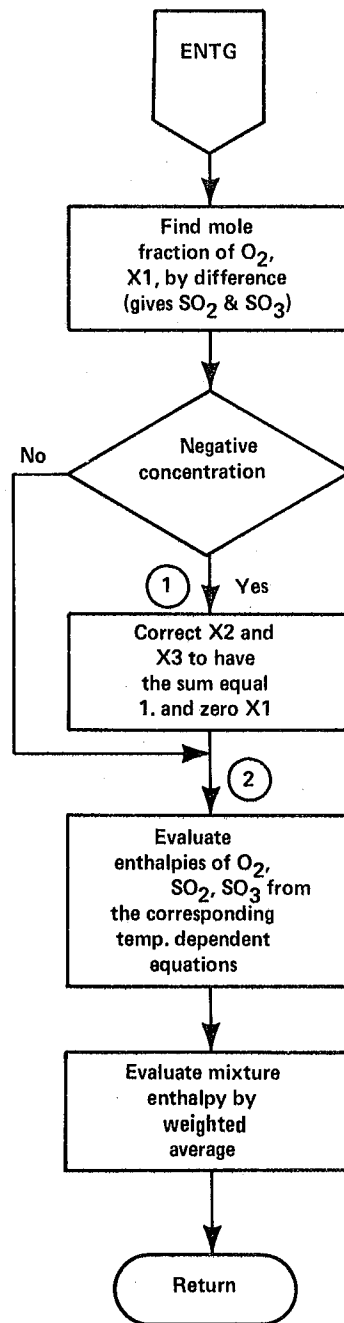 ENTG
Find mole
fraction of O2,
X1, by difference
(gives SO2 & SO3)
Negative
concentration
No
1
Yes
Correct X2 and
X3 to have
the sum equal
1. and zero X1
2
Evaluate
enthalpies of O2,
SO2, SO3 from
the corresponding
temp. dependent
equations
Evaluate mixture
enthalpy by
weighted
average
Return